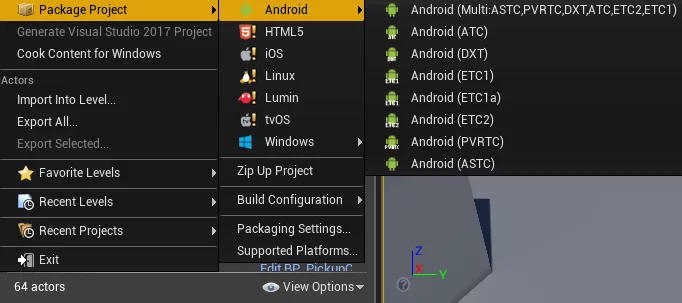 Package Project
Generate Visual Studio 2017 Project
Cook Content for Windows
Actors
Import Into Level...
Export All...
Export Selected...
Favorite Levels
Recent Levels
Recent Projects
Exit
64 actors
Android
HTML5
iOS
Linux
Lumin
tvOS
Windows
Zip Up Project
Build Configuration
Packaging Settings...
Supported Platforms...
Edit BP_PickupC
View Options
Android (Multi:ASTC,PVRTC,DXT,ATC,ETC2,ETC1)
Android (ATC)
Android (DXT)
Android (ETC1)
Android (ETC1a)
Android (ETC2)
Android (PVRTC)
Android (ASTC)
Z
X
Y